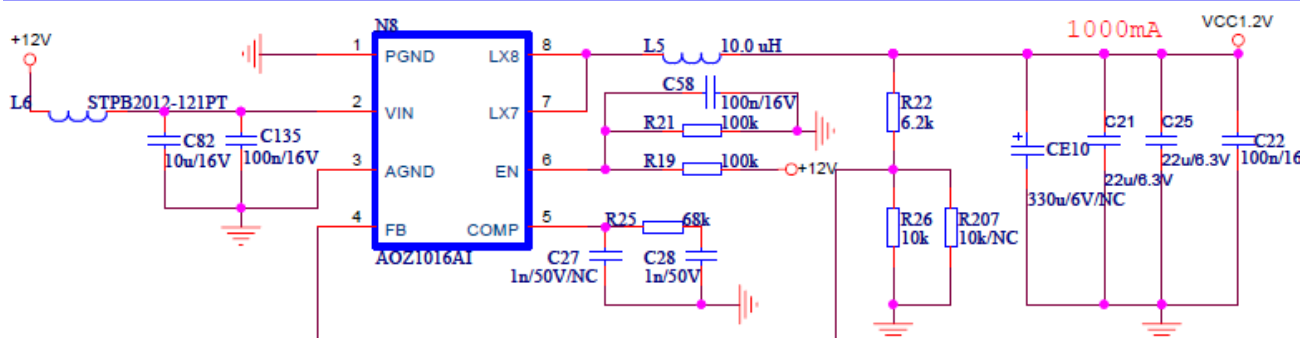 N8
+12V
1000mA
VCC1.2V
1
PGND
LX8
8
L5
10.0 uH
L6
STPB2012-121PT
C58
100n/16V
2
VIN
LX7
7
R22
6.2k
C82
10u/16V
C135
100n/16V
R21
100k
C21
22u/6.3V
C25
22u/6.3V
C22
100n/16
3
AGND
EN
6
R19
100k
+12V
+
CE10
330u/6V/NC
4
FB
COMP
5
R25
68k
R26
10k
R207
10k/NC
AOZ1016AI
C27
1n/50V/NC
C28
1n/50V